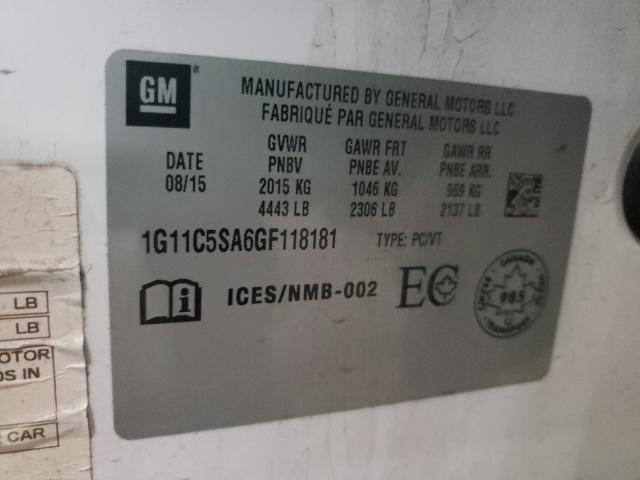 GM
MANUFACTURED BY GENERAL MOTORS LLC
FABRIQUÉ PAR GENERAL MOTORS LLC
DATE
08/15
GVWR
PNBV
2015 KG
4443 LB
GAWR FRT
PNBE AV.
1046 KG
2306 LB
GAWR RR
PNBE ARR.
969 KG
2137 LB
1G11C5SA6GF118181 TYPE: PC/VT
ICES/NMB-002 EC
CANADA
985
LB
LB
OTOR
DS IN
CAR